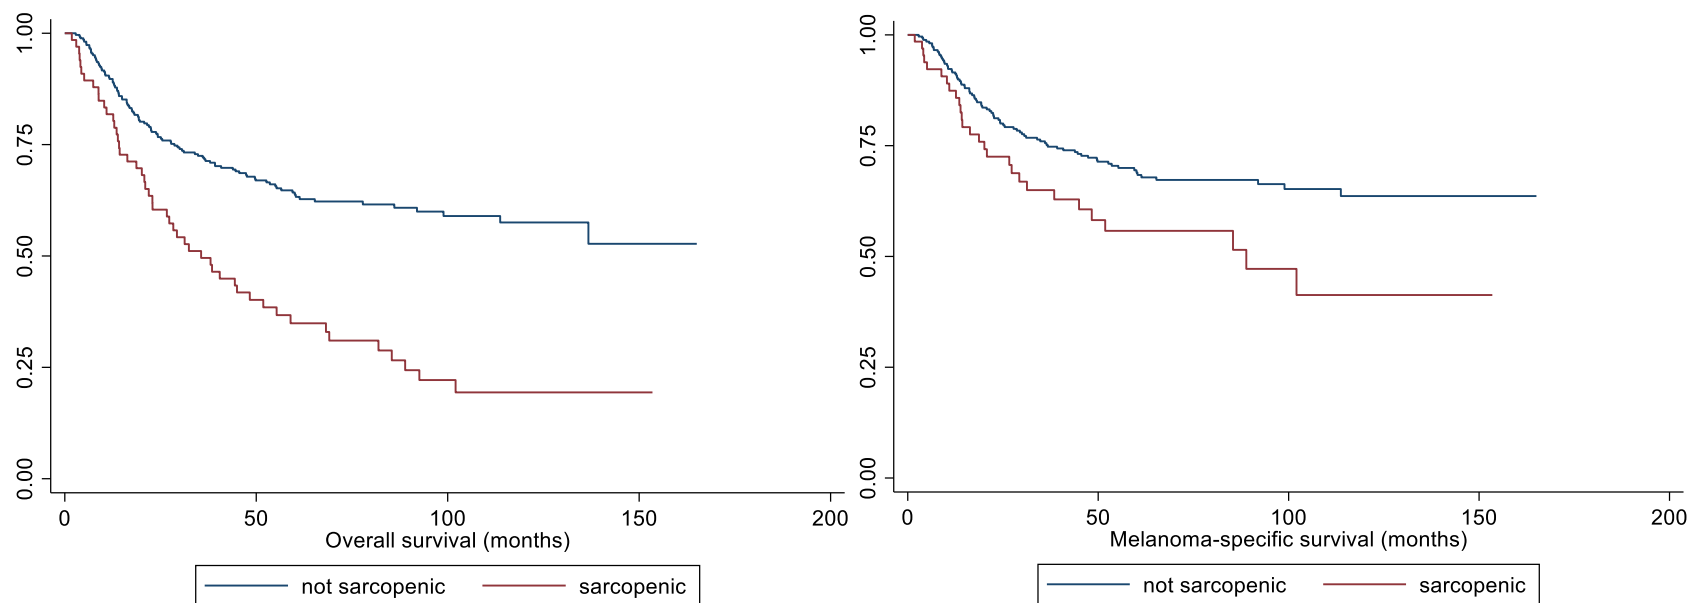 1.00
0.75
0.50
0.25
0.00
0 50 100 150 200
Overall survival (months)
not sarcopenic sarcopenic
1.00
0.75
0.50
0.25
0.00
0 50 100 150 200
Melanoma-specific survival (months)
not sarcopenic sarcopenic